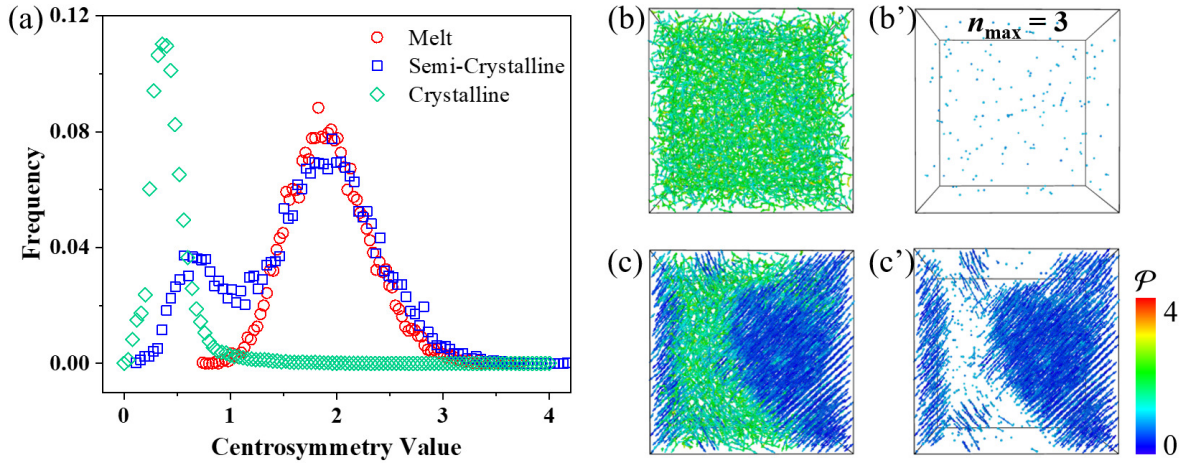 (a)
0.12
0.08
0.04
0.00
Frequency
Melt
Semi-Crystalline
Crystalline
0 1 2 3 4
Centrosymmetry Value
(b)
(b’)
n_max = 3
(c)
(c’)
𝒫
4
0